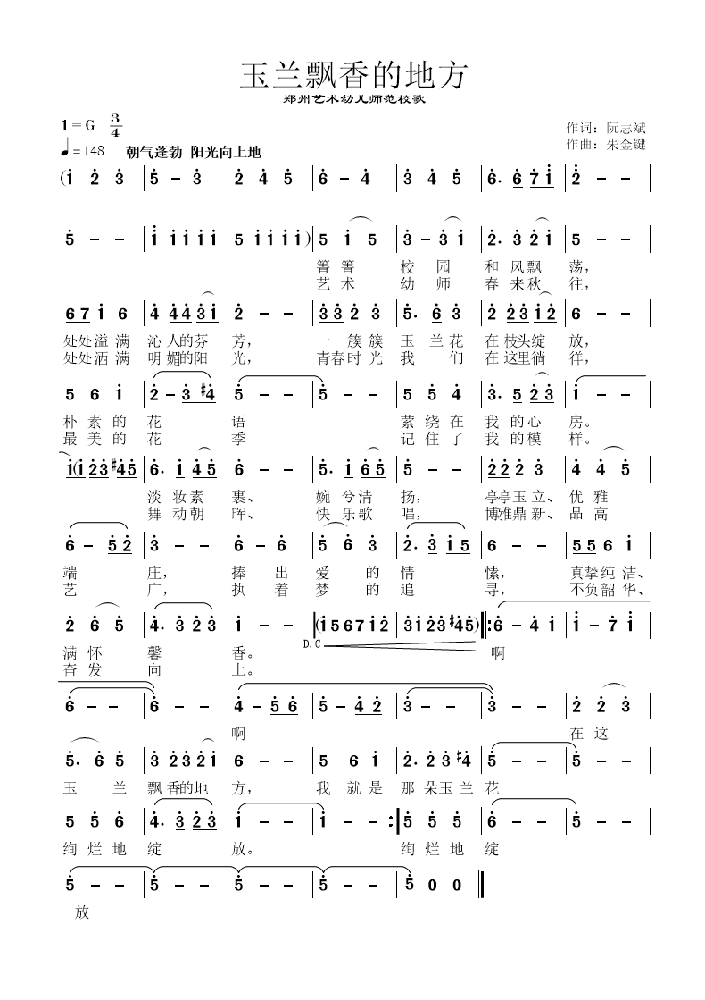 玉兰飘香的地方
郑州艺术幼儿师范校歌
1=G 3/4
作词：阮志斌
♩=148 朝气蓬勃 阳光向上地
作曲：朱金键
(1 2 3 | 5 - 3 | 2 4 5 | 6 - 4 | 3 4 5 | 6. 6 7 1 | 2 - - |
5 - - | 1 1 1 1 1 | 5 1 1 1 1) | 5 1 5 | 3 - 3 1 | 2. 3 2 1 | 5 - - |
箐箐 校园 和风飘 荡，
艺术 幼师 春来秋 往，
6 7 1 6 | 4 4 4 3 1 | 2 - - | 3 3 2 3 | 5. 6 3 | 2 2 3 1 2 | 6 - - |
处处溢满 沁人的芬 芳， 一簇簇 玉兰花 在枝头绽 放，
处处洒满 明媚的阳 光， 青春时光 我们 在这里徜 徉，
5 6 1 | 2 - 3 #4 | 5 - - | 5 - - | 5 5 4 | 3. 5 2 3 | 1 - - |
朴素的 花 语 萦绕在 我的心 房。
最美的 花 季 记住了 我的模 样。
1 (1 2 3 #4 5 | 6. 1 4 5 | 6 - - | 5. 1 6 5 | 5 - - | 2 2 2 3 | 4 4 5 |
淡妆素 裹、 婉兮清 扬， 亭亭玉立、 优雅
舞动朝 晖、 快乐歌 唱， 博雅鼎新、 品高
6 - 5 2 | 3 - - | 6 - 6 | 5 6 3 | 2. 3 1 5 | 6 - - | 5 5 6 1 |
端 庄， 捧出 爱的 情 愫， 真挚纯洁、
艺 广， 执着 梦的 追 寻， 不负韶华、
2 6 5 | 4. 3 2 3 | 1 - - ‖ (1 5 6 7 1 2 | 3 1 2 3 #4 5) ‖: 6 - 4 1 | 1 - 7 1 |
D.C
满怀 馨 香。 啊
奋发 向 上。
6 - - | 6 - - | 4 - 5 6 | 5 - 4 2 | 3 - - | 3 - - | 2 2 3 |
啊 在这
5. 6 5 | 3 2 3 2 1 | 6 - - | 5 6 1 | 2. 2 3 #4 | 5 - - | 5 - - |
玉兰 飘香的地 方， 我就是 那朵玉兰 花
5 5 6 | 4. 3 2 3 | 1 - - | 1 - - :‖ 5 5 5 | 6 - - | 5 - - |
绚烂地 绽 放。 绚烂地 绽
5 - - | 5 - - | 5 - - | 5 - - | 5 0 0 ‖
放